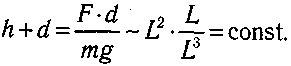 h + d = F · d / mg ~ L² · L / L³ = const.